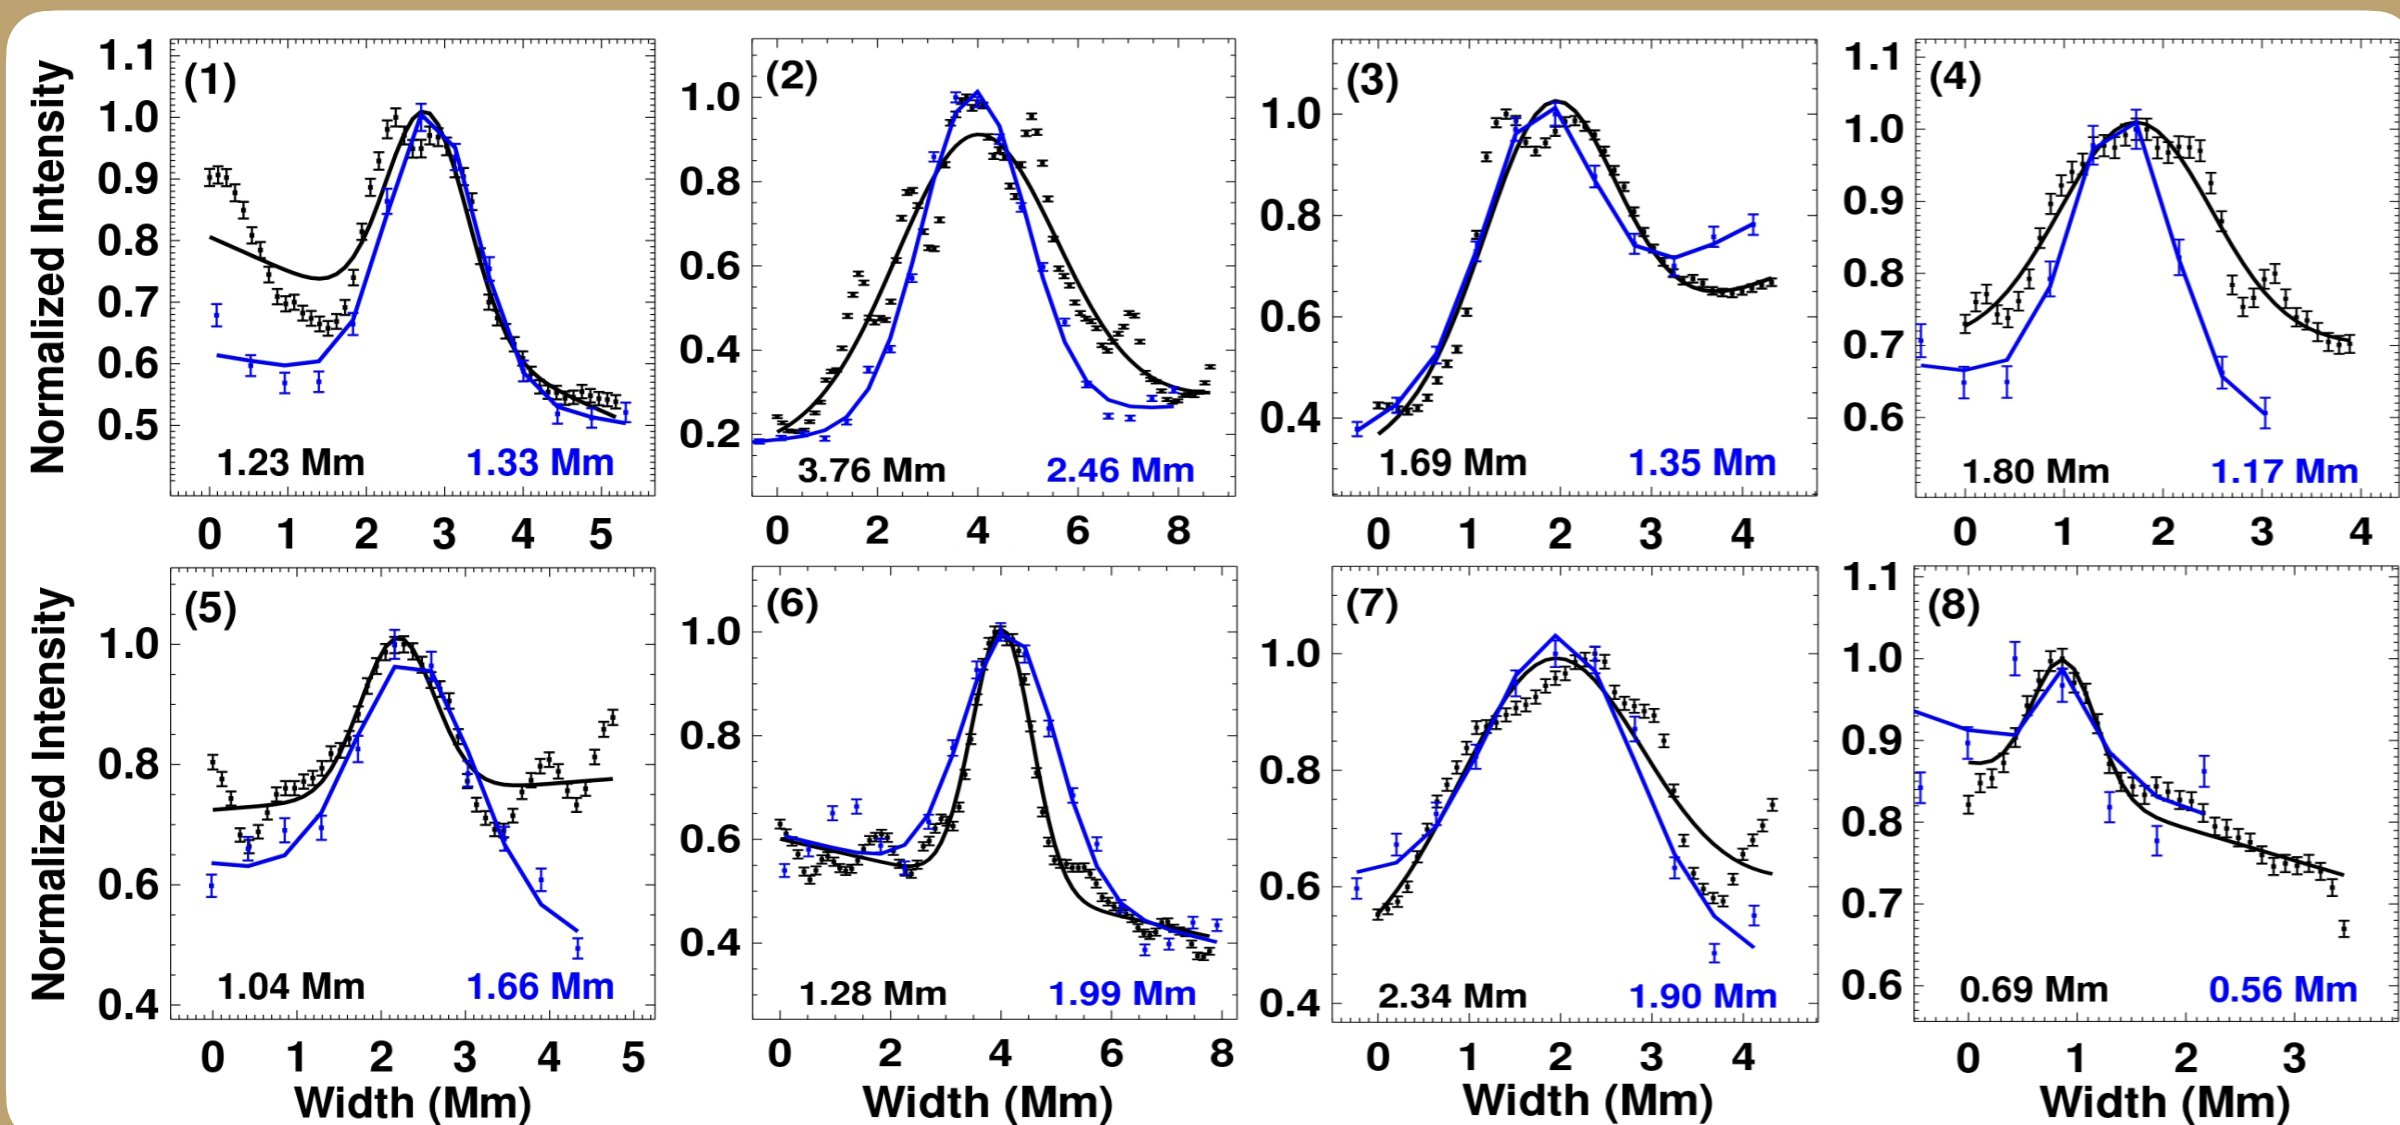 Normalized Intensity
1.1
1.0
0.9
0.8
0.7
0.6
0.5
(1)
1.23 Mm 1.33 Mm
0 1 2 3 4 5
1.0
0.8
0.6
0.4
0.2
(2)
3.76 Mm 2.46 Mm
0 2 4 6 8
1.0
0.8
0.6
0.4
(3)
1.69 Mm 1.35 Mm
0 1 2 3 4
1.1
1.0
0.9
0.8
0.7
0.6
(4)
1.80 Mm 1.17 Mm
0 1 2 3 4
Normalized Intensity
1.0
0.8
0.6
0.4
(5)
1.04 Mm 1.66 Mm
0 1 2 3 4 5
Width (Mm)
1.0
0.8
0.6
0.4
(6)
1.28 Mm 1.99 Mm
0 2 4 6 8
Width (Mm)
1.0
0.8
0.6
0.4
(7)
2.34 Mm 1.90 Mm
0 1 2 3 4
Width (Mm)
1.1
1.0
0.9
0.8
0.7
0.6
(8)
0.69 Mm 0.56 Mm
0 1 2 3
Width (Mm)